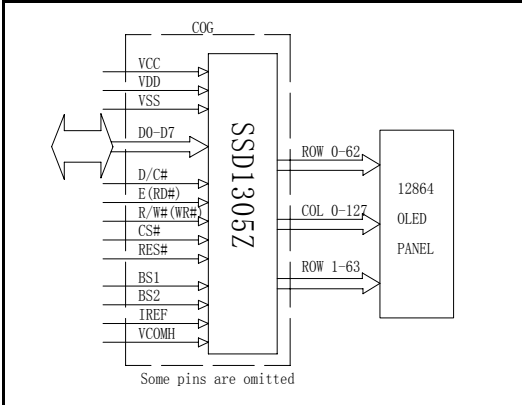 COG
VCC
VDD
VSS
D0-D7
D/C#
E(RD#)
R/W#(WR#)
CS#
RES#
BS1
BS2
IREF
VCOMH
SSD1305Z
ROW 0-62
COL 0-127
ROW 1-63
12864
OLED
PANEL
Some pins are omitted